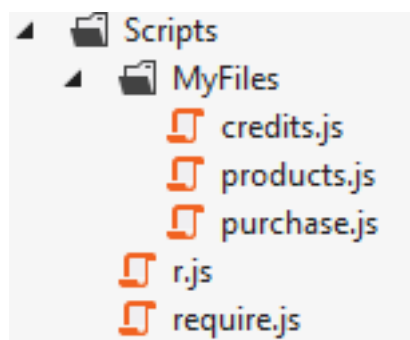 Scripts
MyFiles
credits.js
products.js
purchase.js
r.js
require.js